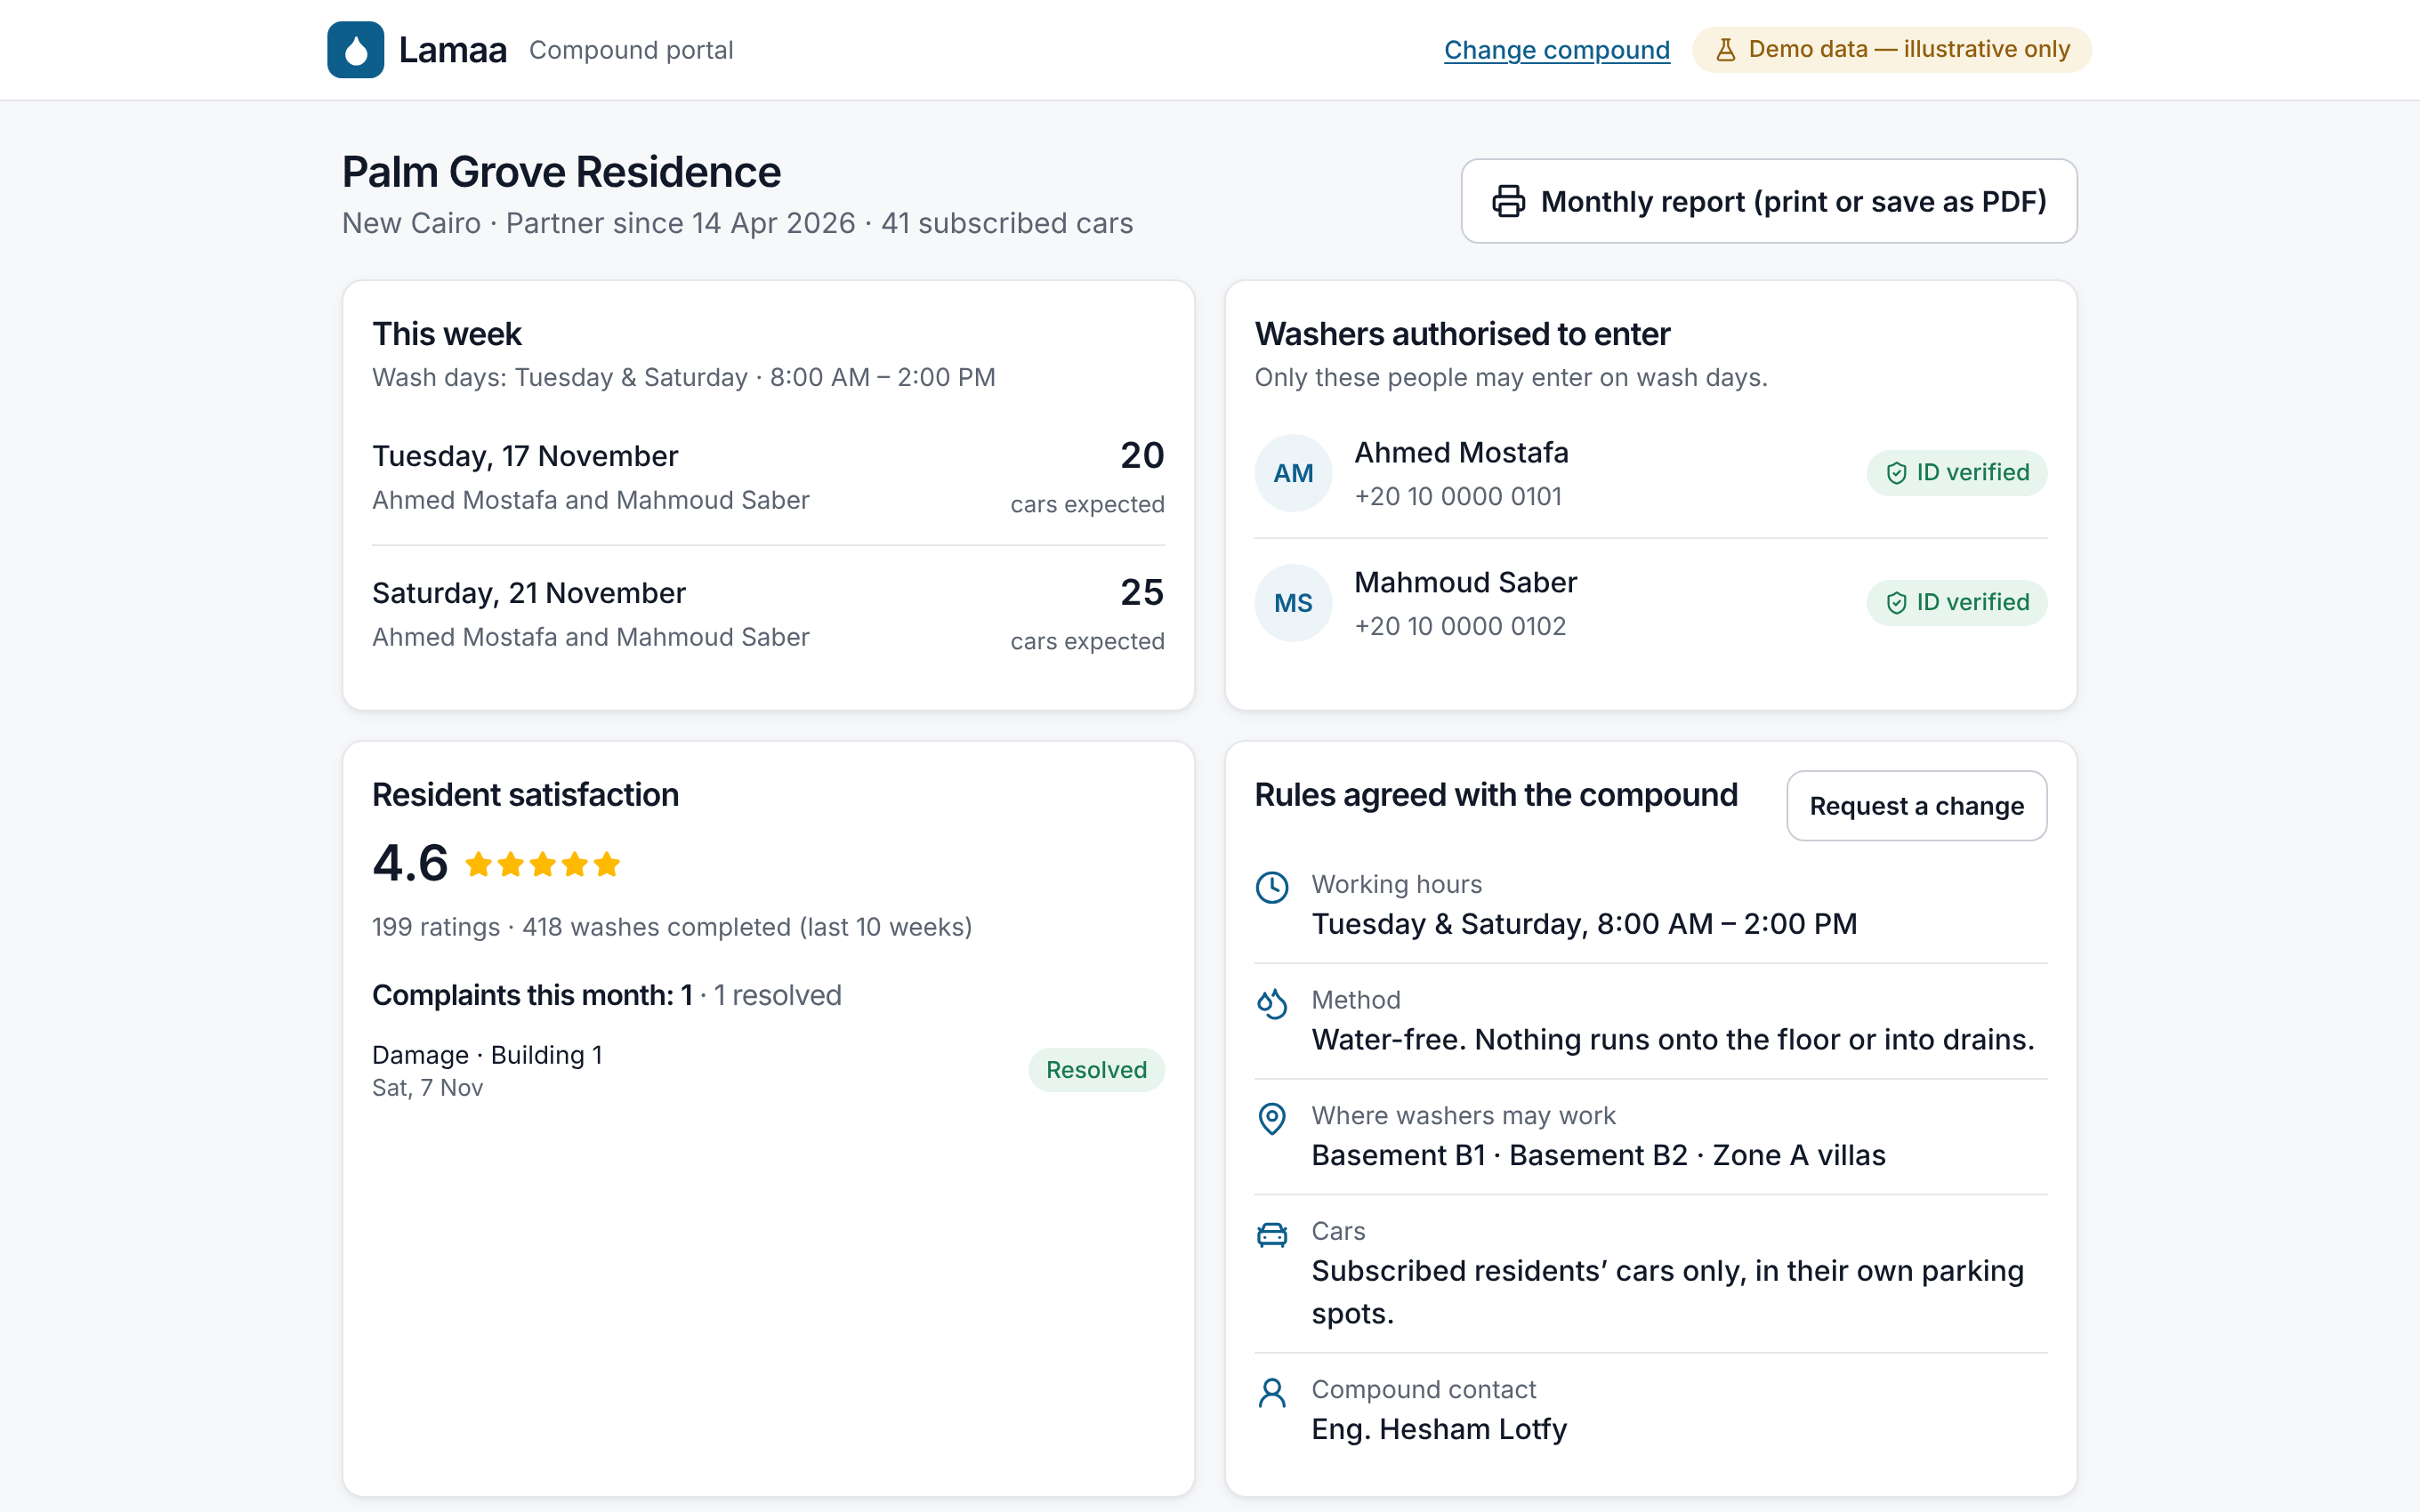 Lamaa Compound portal
Change compound
Demo data — illustrative only
Palm Grove Residence
New Cairo · Partner since 14 Apr 2026 · 41 subscribed cars
Monthly report (print or save as PDF)
This week
Wash days: Tuesday & Saturday · 8:00 AM – 2:00 PM
Tuesday, 17 November
20
Ahmed Mostafa and Mahmoud Saber
cars expected
Saturday, 21 November
25
Ahmed Mostafa and Mahmoud Saber
cars expected
Washers authorised to enter
Only these people may enter on wash days.
AM
Ahmed Mostafa
+20 10 0000 0101
ID verified
MS
Mahmoud Saber
+20 10 0000 0102
ID verified
Resident satisfaction
4.6
199 ratings · 418 washes completed (last 10 weeks)
Complaints this month: 1 · 1 resolved
Damage · Building 1
Sat, 7 Nov
Resolved
Rules agreed with the compound
Request a change
Working hours
Tuesday & Saturday, 8:00 AM – 2:00 PM
Method
Water-free. Nothing runs onto the floor or into drains.
Where washers may work
Basement B1 · Basement B2 · Zone A villas
Cars
Subscribed residents’ cars only, in their own parking
spots.
Compound contact
Eng. Hesham Lotfy